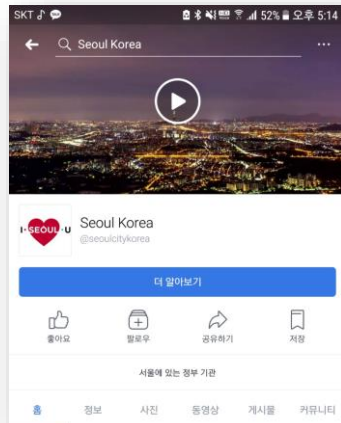 SKT
52% 오후 5:14
Seoul Korea
I·SEOUL·U
Seoul Korea
@seoulcitykorea
더 알아보기
좋아요 팔로우 공유하기 저장
서울에 있는 정부 기관
홈 정보 사진 동영상 게시물 커뮤니티